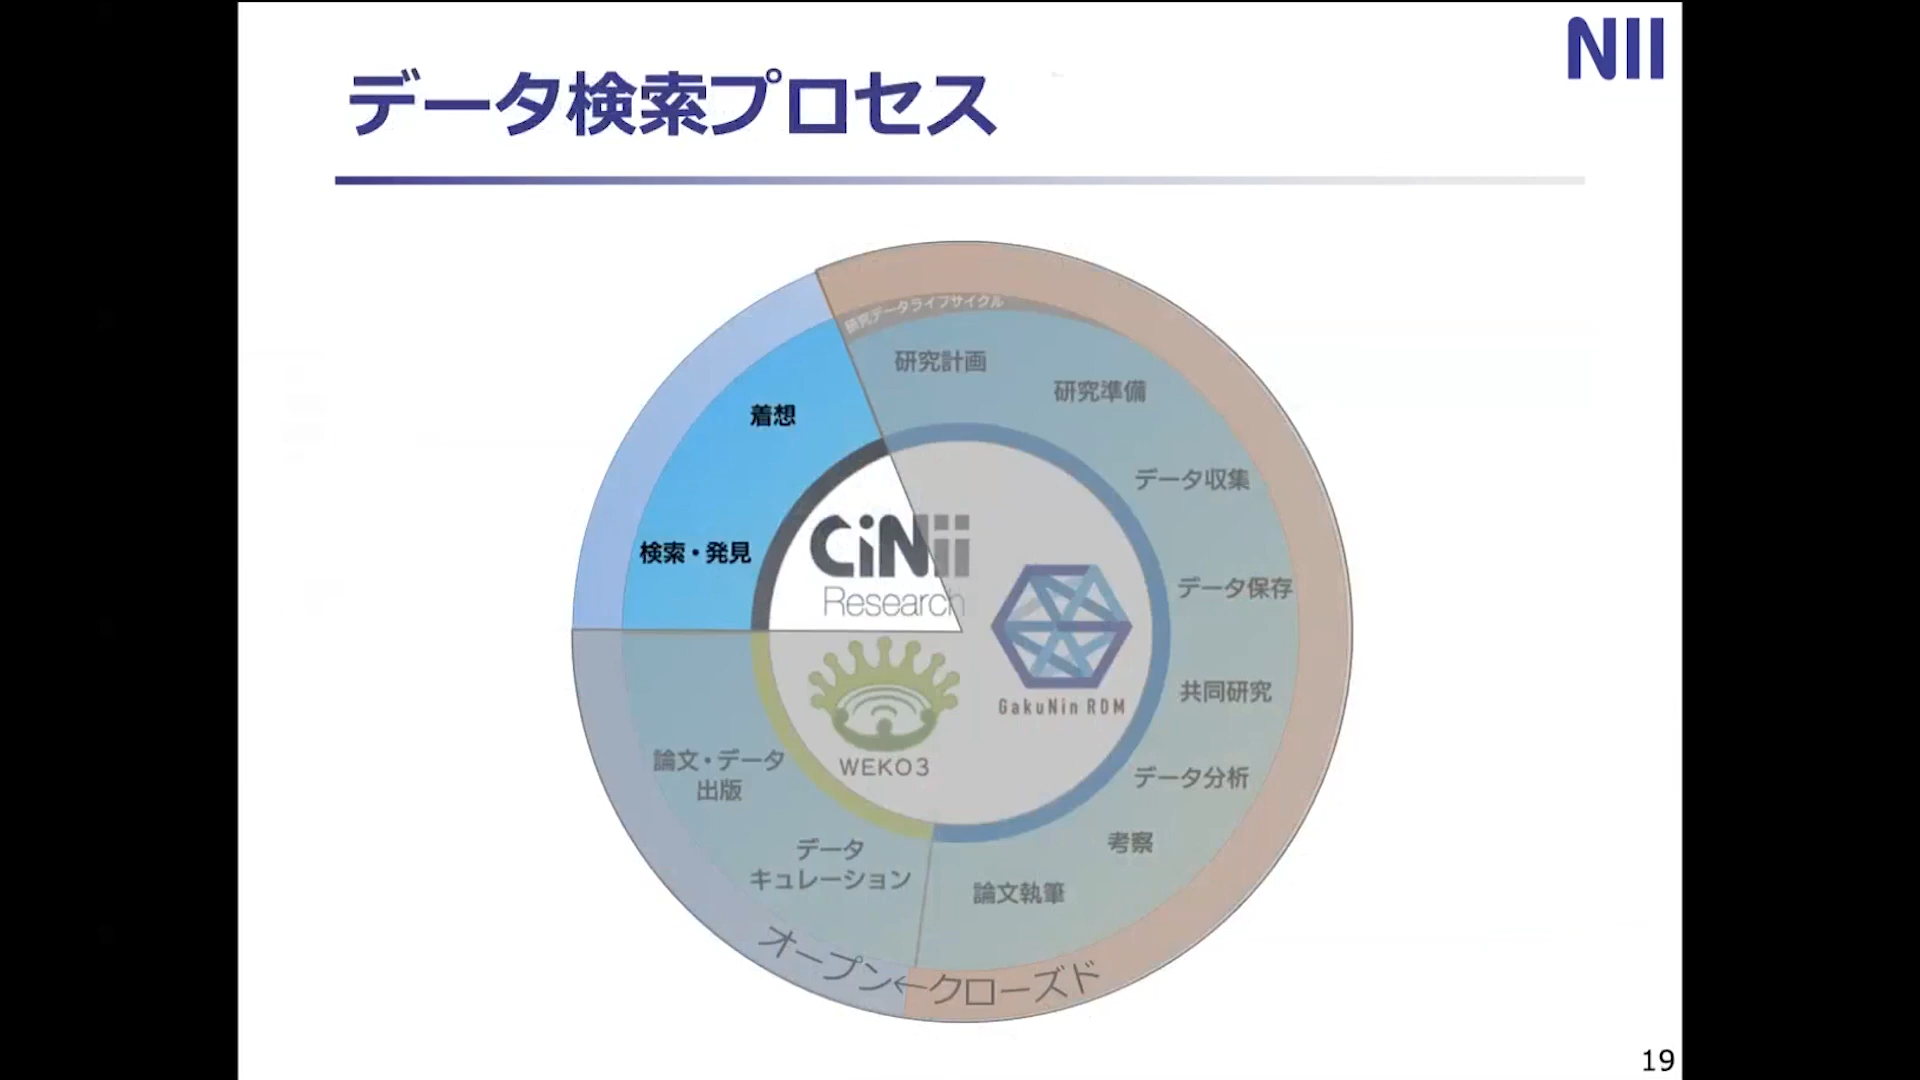 NII
データ検索プロセス
研究データライフサイクル
研究計画
研究準備
着想
データ収集
検索・発見
CiNii
Research
データ保存
GakuNin RDM
共同研究
WEKO3
論文・データ
出版
データ分析
考察
データ
キュレーション
論文執筆
オープン←クローズド
19